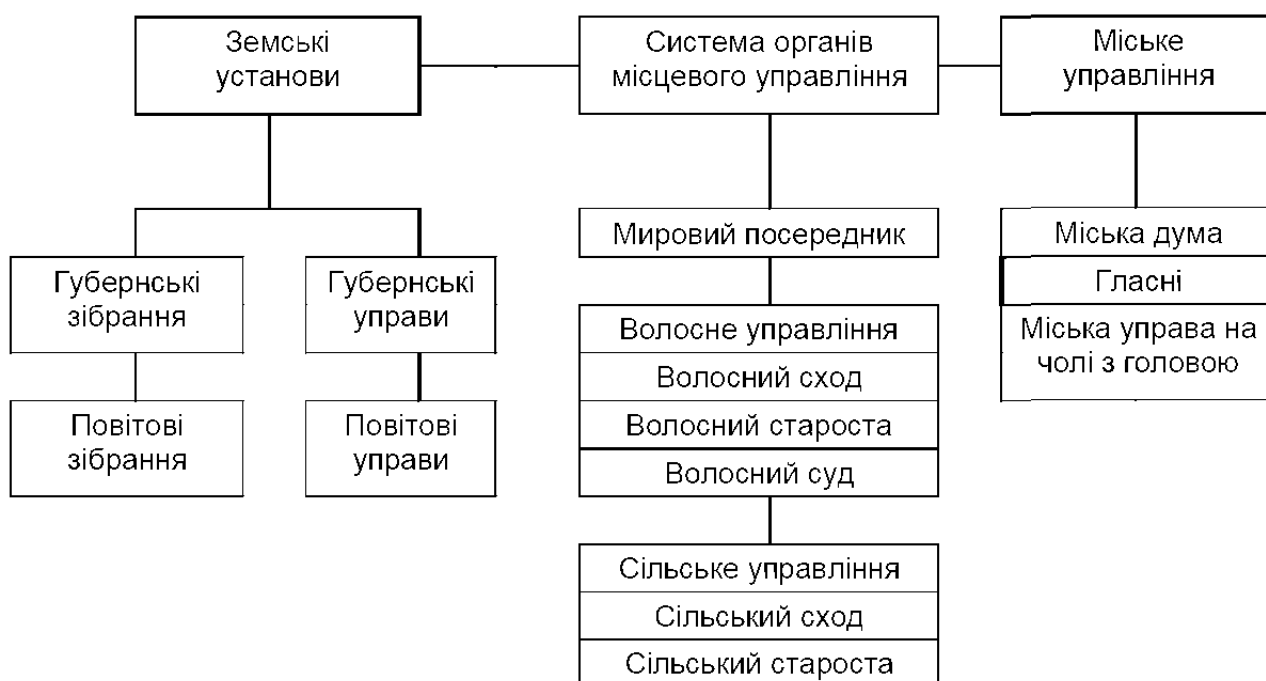 Земські
установи
Система органів
місцевого управління
Міське
управління
Мировий посередник
Міська дума
Губернські
зібрання
Губернські
управи
Гласні
Волосне управління
Міська управа на
чолі з головою
Волосний сход
Повітові
зібрання
Повітові
управи
Волосний староста
Волосний суд
Сільське управління
Сільський сход
Сільський староста